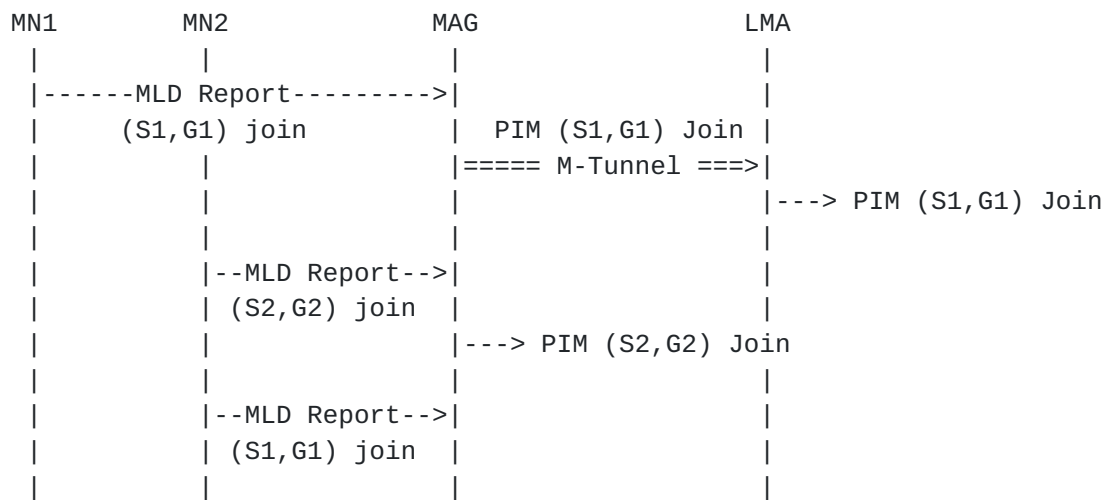 MN1 MN2 MAG LMA
| | | |
|------MLD Report--------->| |
| (S1,G1) join | PIM (S1,G1) Join |
| | |===== M-Tunnel ===>|
| | | |---> PIM (S1,G1) Join
| | | |
| |--MLD Report-->| |
| | (S2,G2) join | |
| | |---> PIM (S2,G2) Join
| | | |
| |--MLD Report-->| |
| | (S1,G1) join | |
| | | |